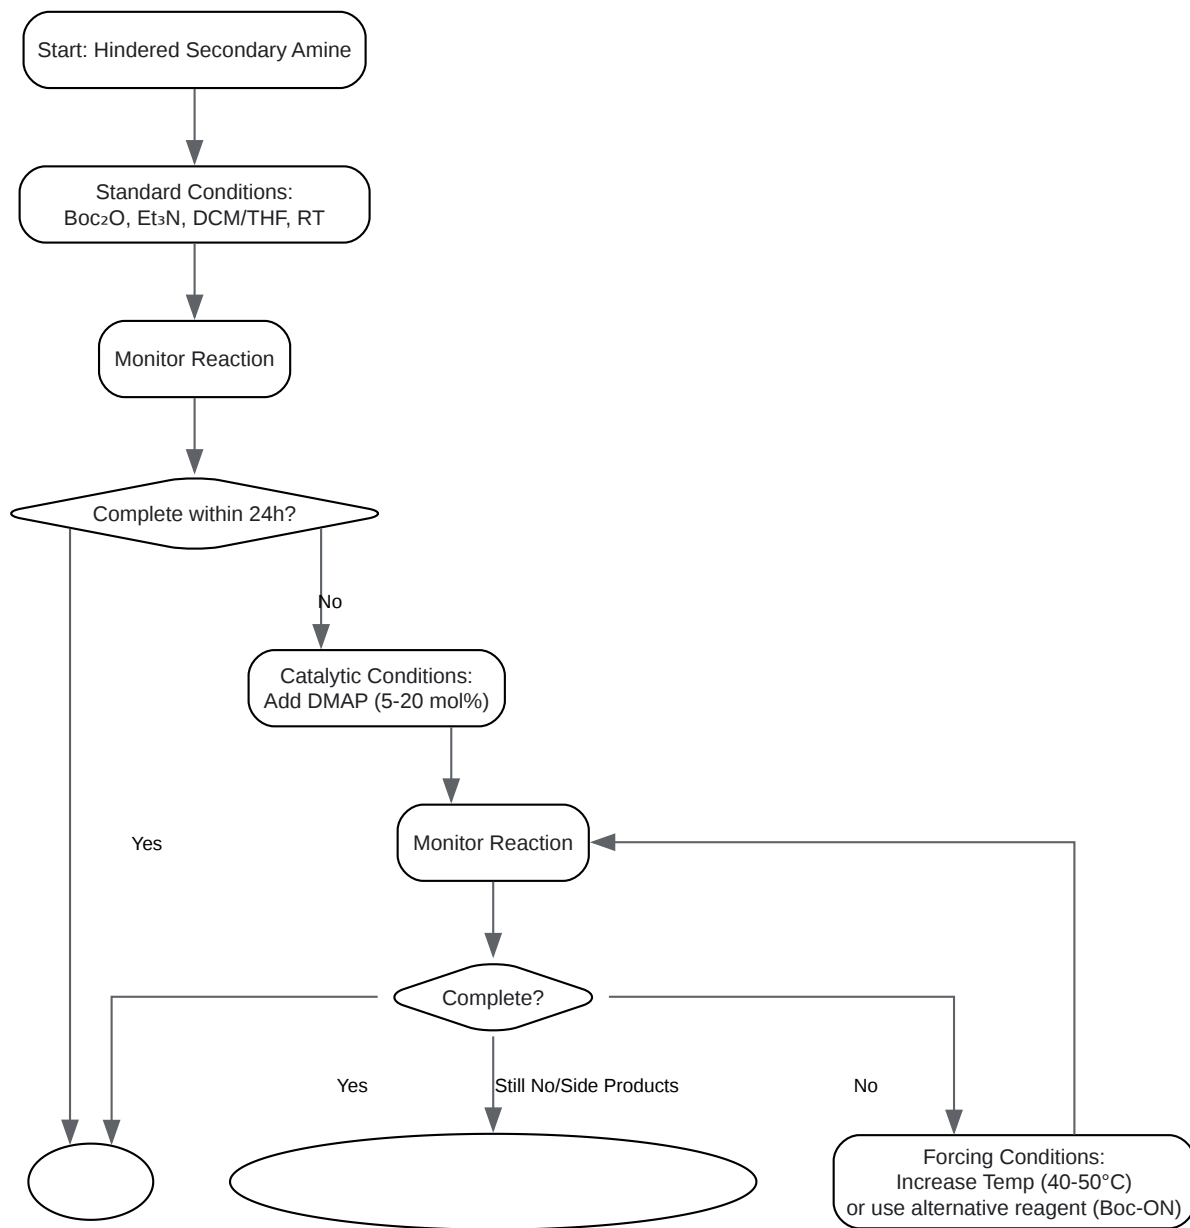 Start: Hindered Secondary Amine
Standard Conditions:
Boc₂O, Et₃N, DCM/THF, RT
Monitor Reaction
Complete within 24h?
No
Catalytic Conditions:
Add DMAP (5-20 mol%)
Yes
Monitor Reaction
Complete?
Yes
Still No/Side Products
No
Forcing Conditions:
Increase Temp (40-50°C)
or use alternative reagent (Boc-ON)